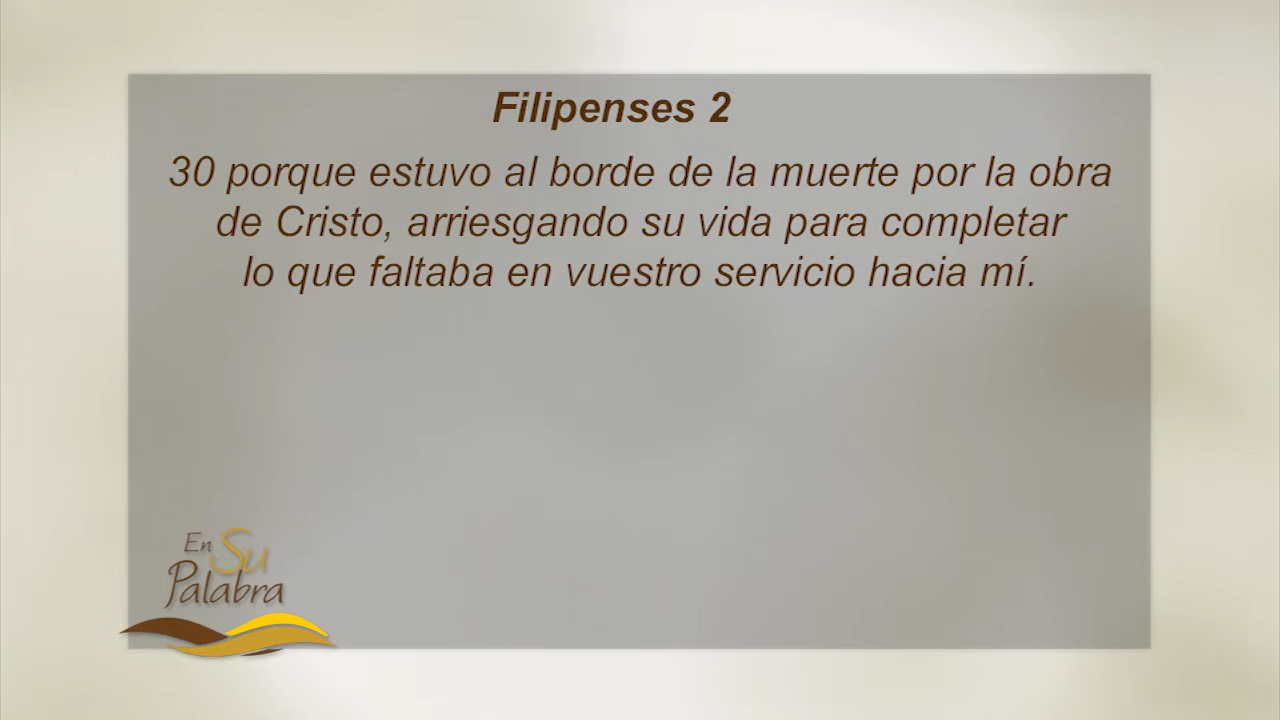 Filipenses 2
30 porque estuvo al borde de la muerte por la obra
de Cristo, arriesgando su vida para completar
lo que faltaba en vuestro servicio hacia mí.
En Su
Palabra